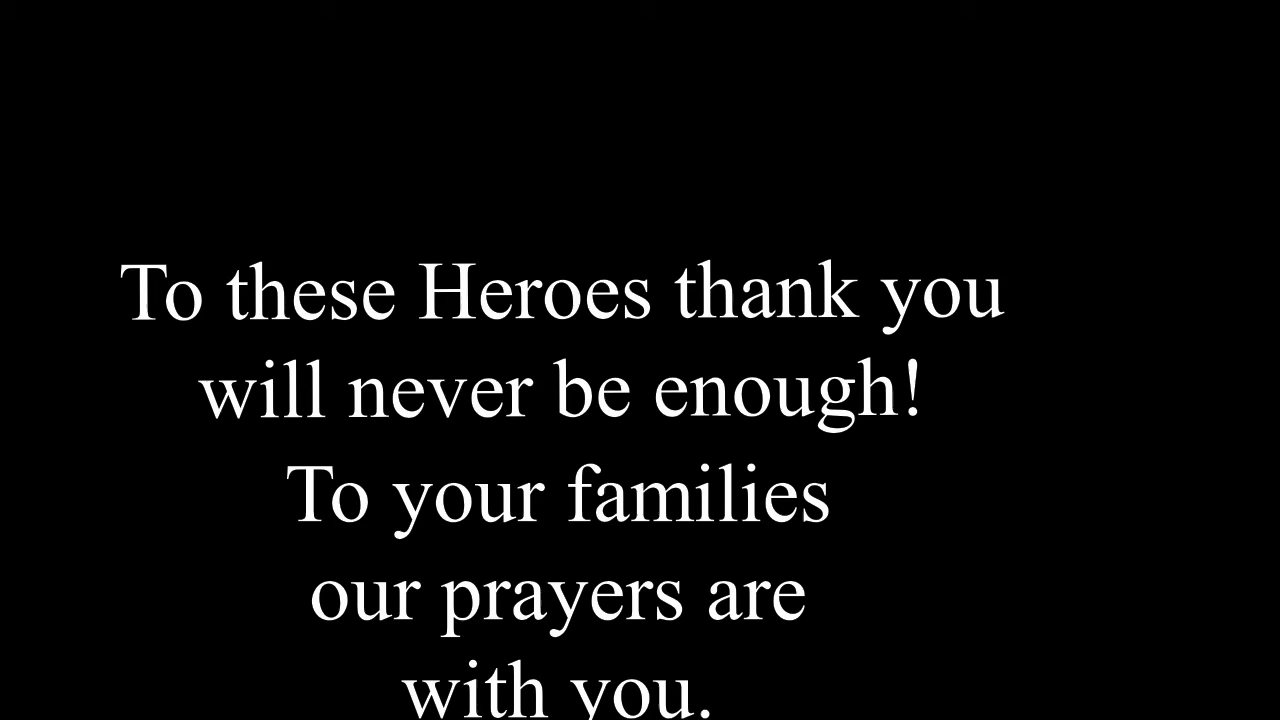 To these Heroes thank you
will never be enough!
To your families
our prayers are
with you.